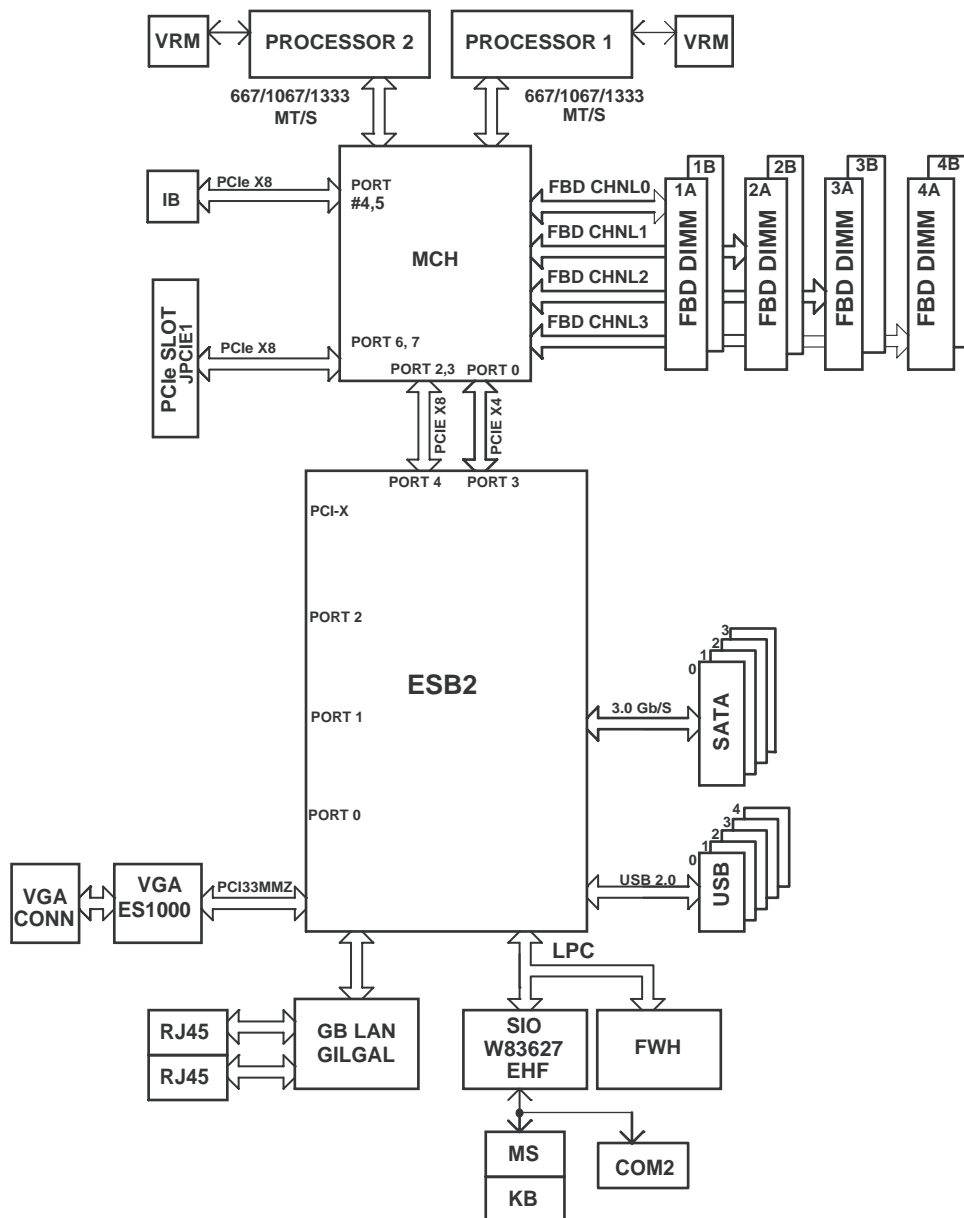 VRM
PROCESSOR 2
PROCESSOR 1
VRM
667/1067/1333
MT/S
667/1067/1333
MT/S
IB
PCIe X8
PORT
#4,5
MCH
FBD CHNL0
FBD CHNL1
FBD CHNL2
FBD CHNL3
1B
1A
FBD DIMM
2B
2A
FBD DIMM
3B
3A
FBD DIMM
4B
4A
FBD DIMM
PCIe SLOT
JPCIE1
PCIe X8
PORT 6, 7
PORT 2,3
PORT 0
PCIE X8
PCIE X4
PORT 4
PORT 3
PCI-X
PORT 2
ESB2
PORT 1
PORT 0
3.0 Gb/S
0
1
2
3
SATA
USB 2.0
0
1
2
3
4
USB
VGA
CONN
VGA
ES1000
PCI33MMZ
LPC
RJ45
RJ45
GB LAN
GILGAL
SIO
W83627
EHF
FWH
MS
KB
COM2